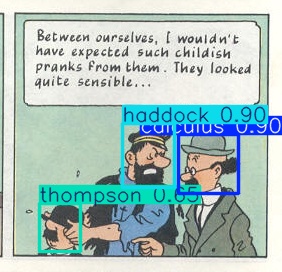 Between ourselves, I wouldn't
have expected such childish
pranks from them. They looked
quite sensible...
haddock 0.90
calculus 0.90
thompson 0.65